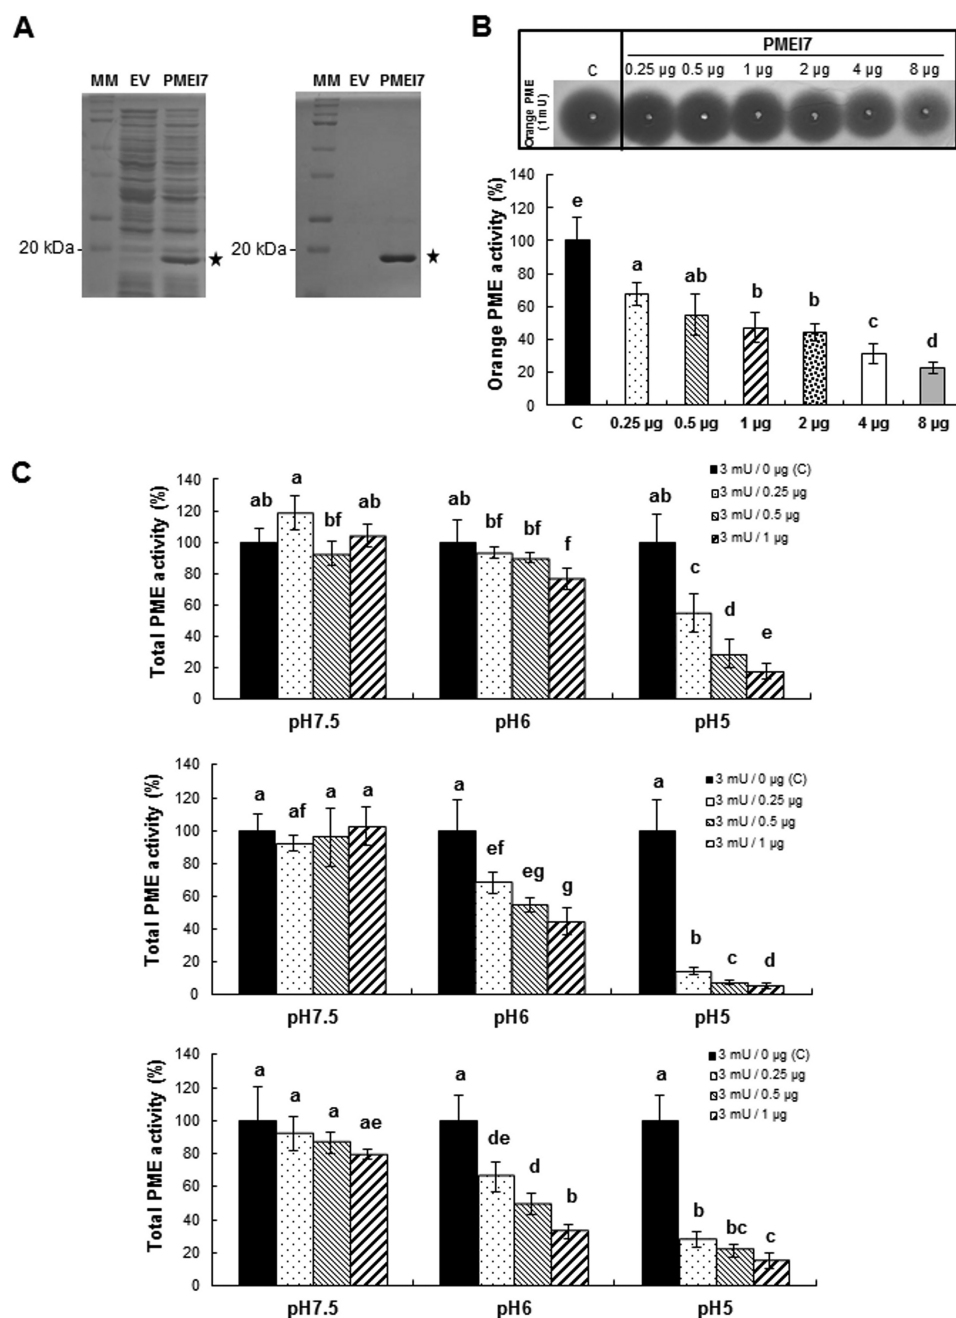 A
MM EV PMEI7
20 kDa
MM EV PMEI7
20 kDa
B
PMEI7
C 0.25 µg 0.5 µg 1 µg 2 µg 4 µg 8 µg
Orange PME
(1mU)
Orange PME activity (%)
140
120
100
80
60
40
20
0
e a ab b b c d
C 0.25 µg 0.5 µg 1 µg 2 µg 4 µg 8 µg
C
Total PME activity (%)
140
120
100
80
60
40
20
0
ab a bf ab ab bf bf f ab c d e
pH7.5 pH6 pH5
3 mU / 0 µg (C)
3 mU / 0.25 µg
3 mU / 0.5 µg
3 mU / 1 µg
Total PME activity (%)
140
120
100
80
60
40
20
0
a af a a a ef eg g a b c d
pH7.5 pH6 pH5
3 mU / 0 µg (C)
3 mU / 0.25 µg
3 mU / 0.5 µg
3 mU / 1 µg
Total PME activity (%)
140
120
100
80
60
40
20
0
a a a ae a de d b a b bc c
pH7.5 pH6 pH5
3 mU / 0 µg (C)
3 mU / 0.25 µg
3 mU / 0.5 µg
3 mU / 1 µg